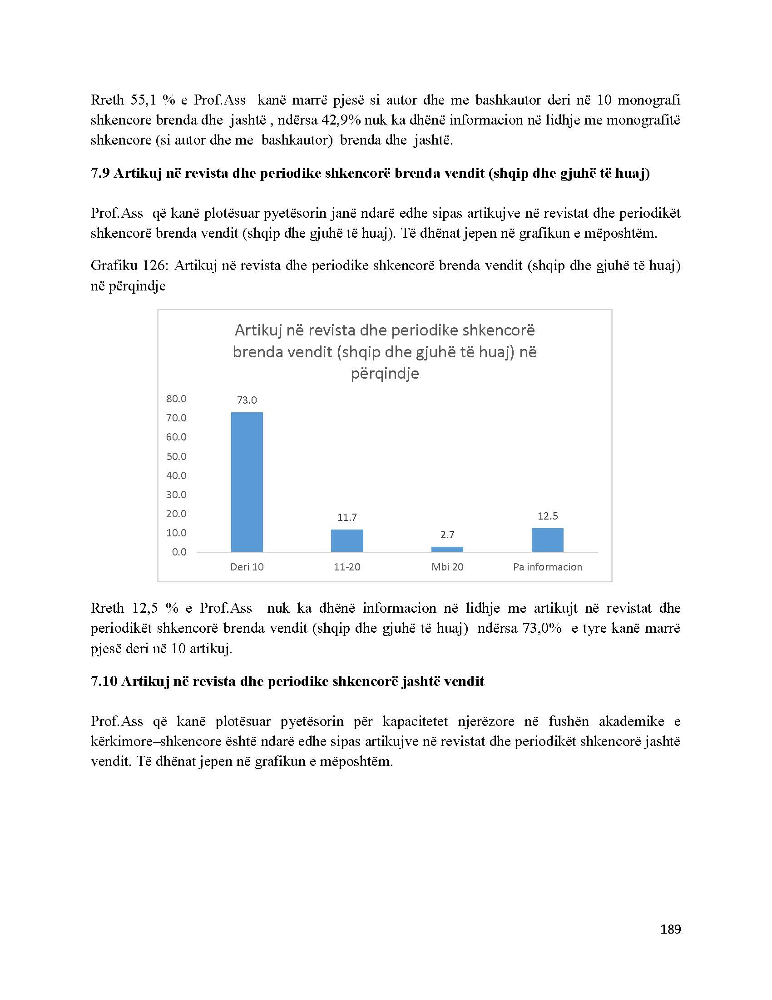 Rreth 55,1 % e Prof.Ass kanë marrë pjesë si autor dhe me bashkautor deri në 10 monografi
shkencore brenda dhe jashtë , ndërsa 42,9% nuk ka dhënë informacion në lidhje me monografitë
shkencore (si autor dhe me bashkautor) brenda dhe jashtë.
7.9 Artikuj në revista dhe periodike shkencorë brenda vendit (shqip dhe gjuhë të huaj)
Prof.Ass që kanë plotësuar pyetësorin janë ndarë edhe sipas artikujve në revistat dhe periodikët
shkencorë brenda vendit (shqip dhe gjuhë të huaj). Të dhënat jepen në grafikun e mëposhtëm.
Grafiku 126: Artikuj në revista dhe periodike shkencorë brenda vendit (shqip dhe gjuhë të huaj)
në përqindje
Artikuj në revista dhe periodike shkencorë
brenda vendit (shqip dhe gjuhë të huaj) në
përqindje
80.0
70.0
60.0
50.0
40.0
30.0
20.0
10.0
0.0
73.0
11.7
2.7
12.5
Deri 10
11-20
Mbi 20
Pa informacion
Rreth 12,5 % e Prof.Ass nuk ka dhënë informacion në lidhje me artikujt në revistat dhe
periodikët shkencorë brenda vendit (shqip dhe gjuhë të huaj) ndërsa 73,0% e tyre kanë marrë
pjesë deri në 10 artikuj.
7.10 Artikuj në revista dhe periodike shkencorë jashtë vendit
Prof.Ass që kanë plotësuar pyetësorin për kapacitetet njerëzore në fushën akademike e
kërkimore–shkencore është ndarë edhe sipas artikujve në revistat dhe periodikët shkencorë jashtë
vendit. Të dhënat jepen në grafikun e mëposhtëm.
189